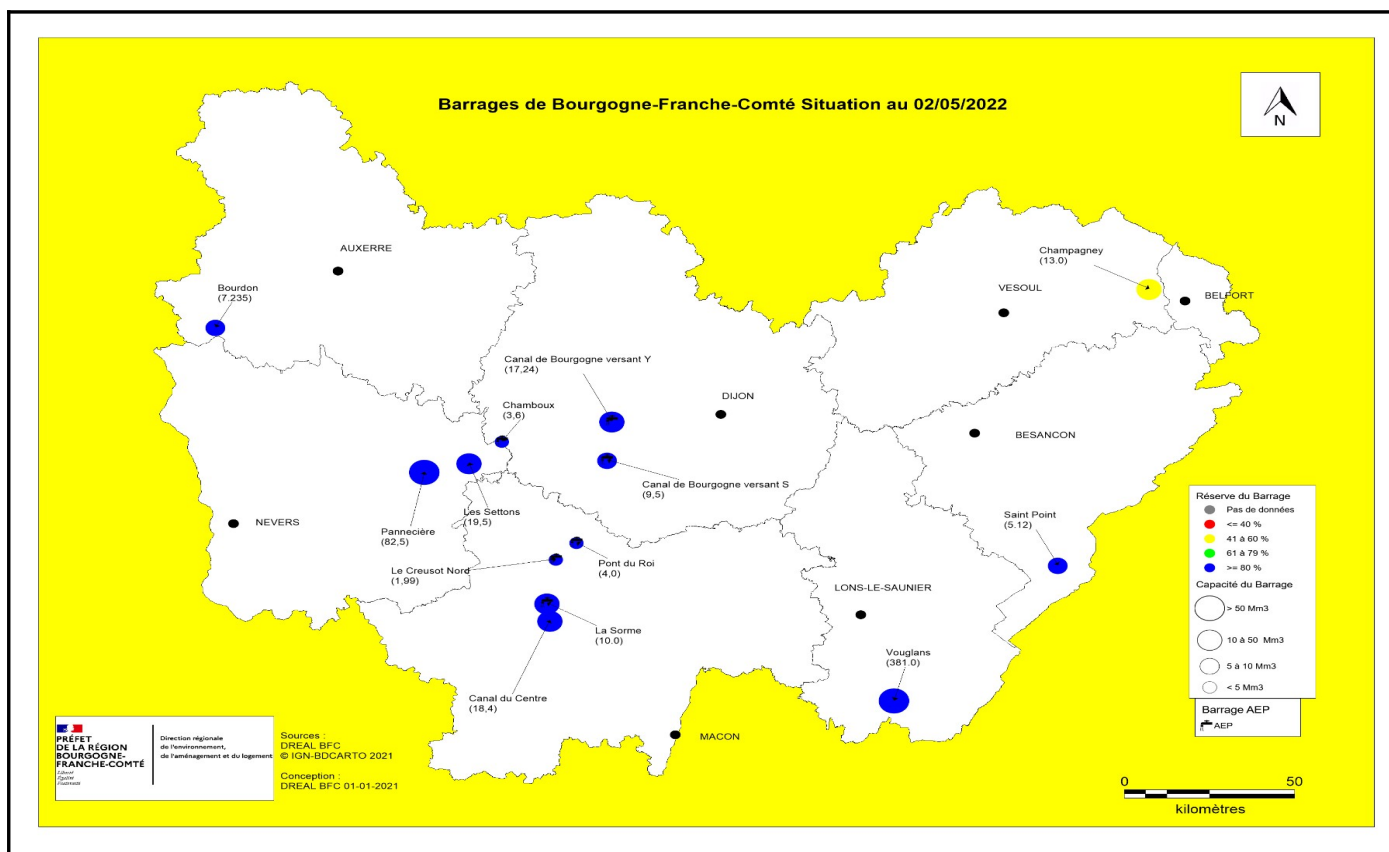 Barrages de Bourgogne-Franche-Comté Situation au 02/05/2022
N
AUXERRE
Bourdon
(7.235)
Champagney
(13.0)
VESOUL
BELFORT
Canal de Bourgogne versant Y
(17,24)
Chamboux
(3,6)
DIJON
BESANCON
Canal de Bourgogne versant S
(9,5)
Les Settons
(19,5)
NEVERS
Pannecière
(82,5)
Pont du Roi
(4,0)
Le Creusot Nord
(1,99)
Saint Point
(5.12)
LONS-LE-SAUNIER
La Sorme
(10.0)
Vouglans
(381.0)
Canal du Centre
(18,4)
MACON
Réserve du Barrage
Pas de données
<= 40 %
41 à 60 %
61 à 79 %
>= 80 %
Capacité du Barrage
> 50 Mm3
10 à 50 Mm3
5 à 10 Mm3
< 5 Mm3
Barrage AEP
AEP
PRÉFET
DE LA RÉGION
BOURGOGNE-
FRANCHE-COMTÉ
Liberté
Égalité
Fraternité
Direction régionale
de l'environnement,
de l'aménagement et du logement
Sources :
DREAL BFC
© IGN-BDCARTO 2021
Conception :
DREAL BFC 01-01-2021
0 50
kilomètres